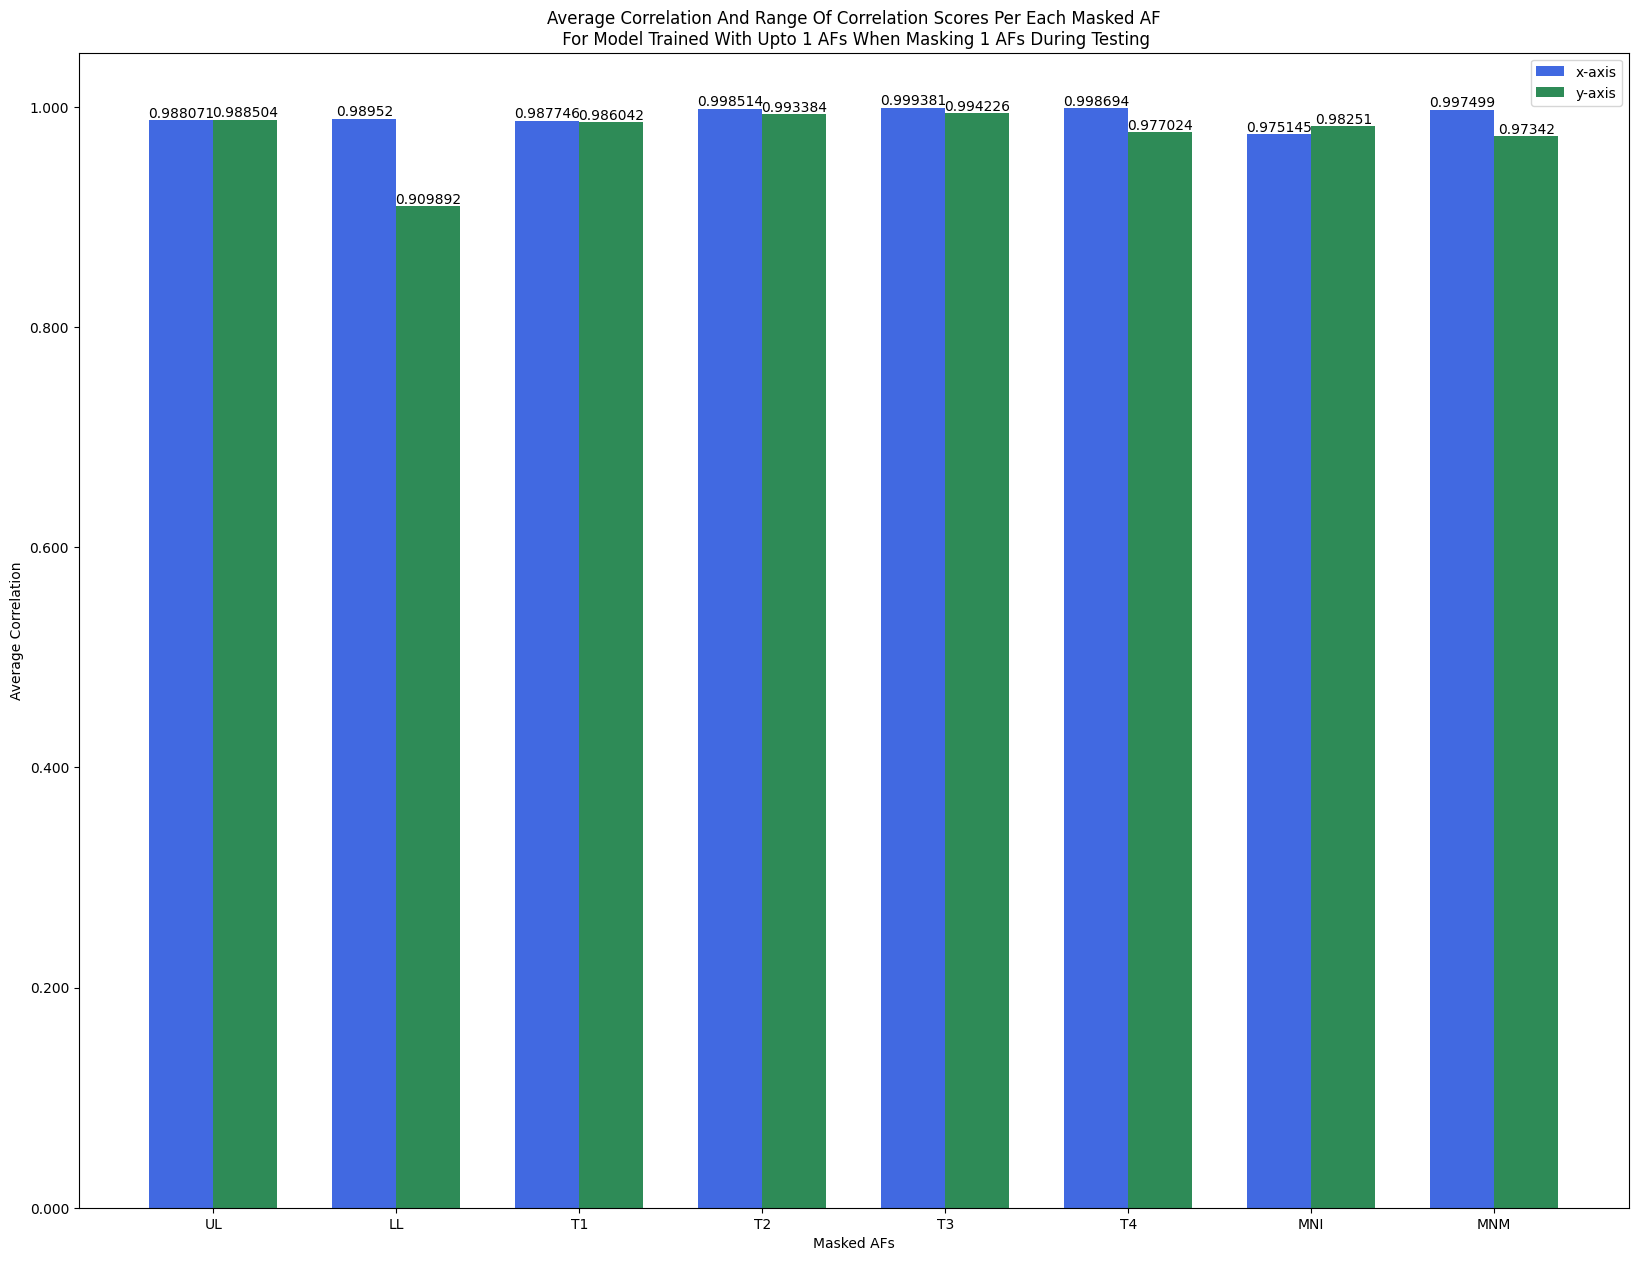 Average Correlation And Range Of Correlation Scores Per Each Masked AF
For Model Trained With Upto 1 AFs When Masking 1 AFs During Testing
x-axis
y-axis
0.988071 0.988504 0.98952 0.909892 0.987746 0.986042 0.998514 0.993384 0.999381 0.994226 0.998694 0.977024 0.975145 0.98251 0.997499 0.97342
1.000
0.800
0.600
0.400
0.200
0.000
Average Correlation
UL LL T1 T2 T3 T4 MNI MNM
Masked AFs